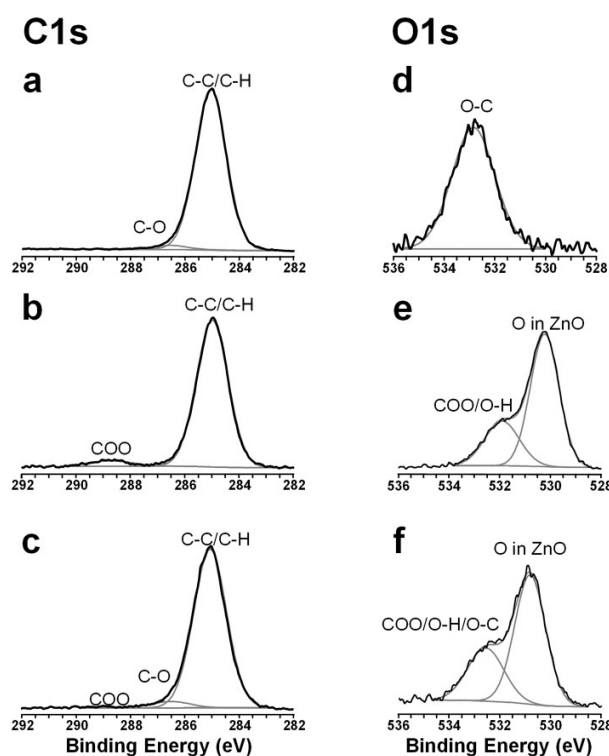 C1s
O1s
a
C-C/C-H
C-O
292 290 288 286 284 282
d
O-C
536 534 532 530 528
b
C-C/C-H
COO
292 290 288 286 284 282
e
O in ZnO
COO/O-H
536 534 532 530 528
c
C-C/C-H
C-O
COO
292 290 288 286 284 282
Binding Energy (eV)
f
O in ZnO
COO/O-H/O-C
536 534 532 530 528
Binding Energy (eV)